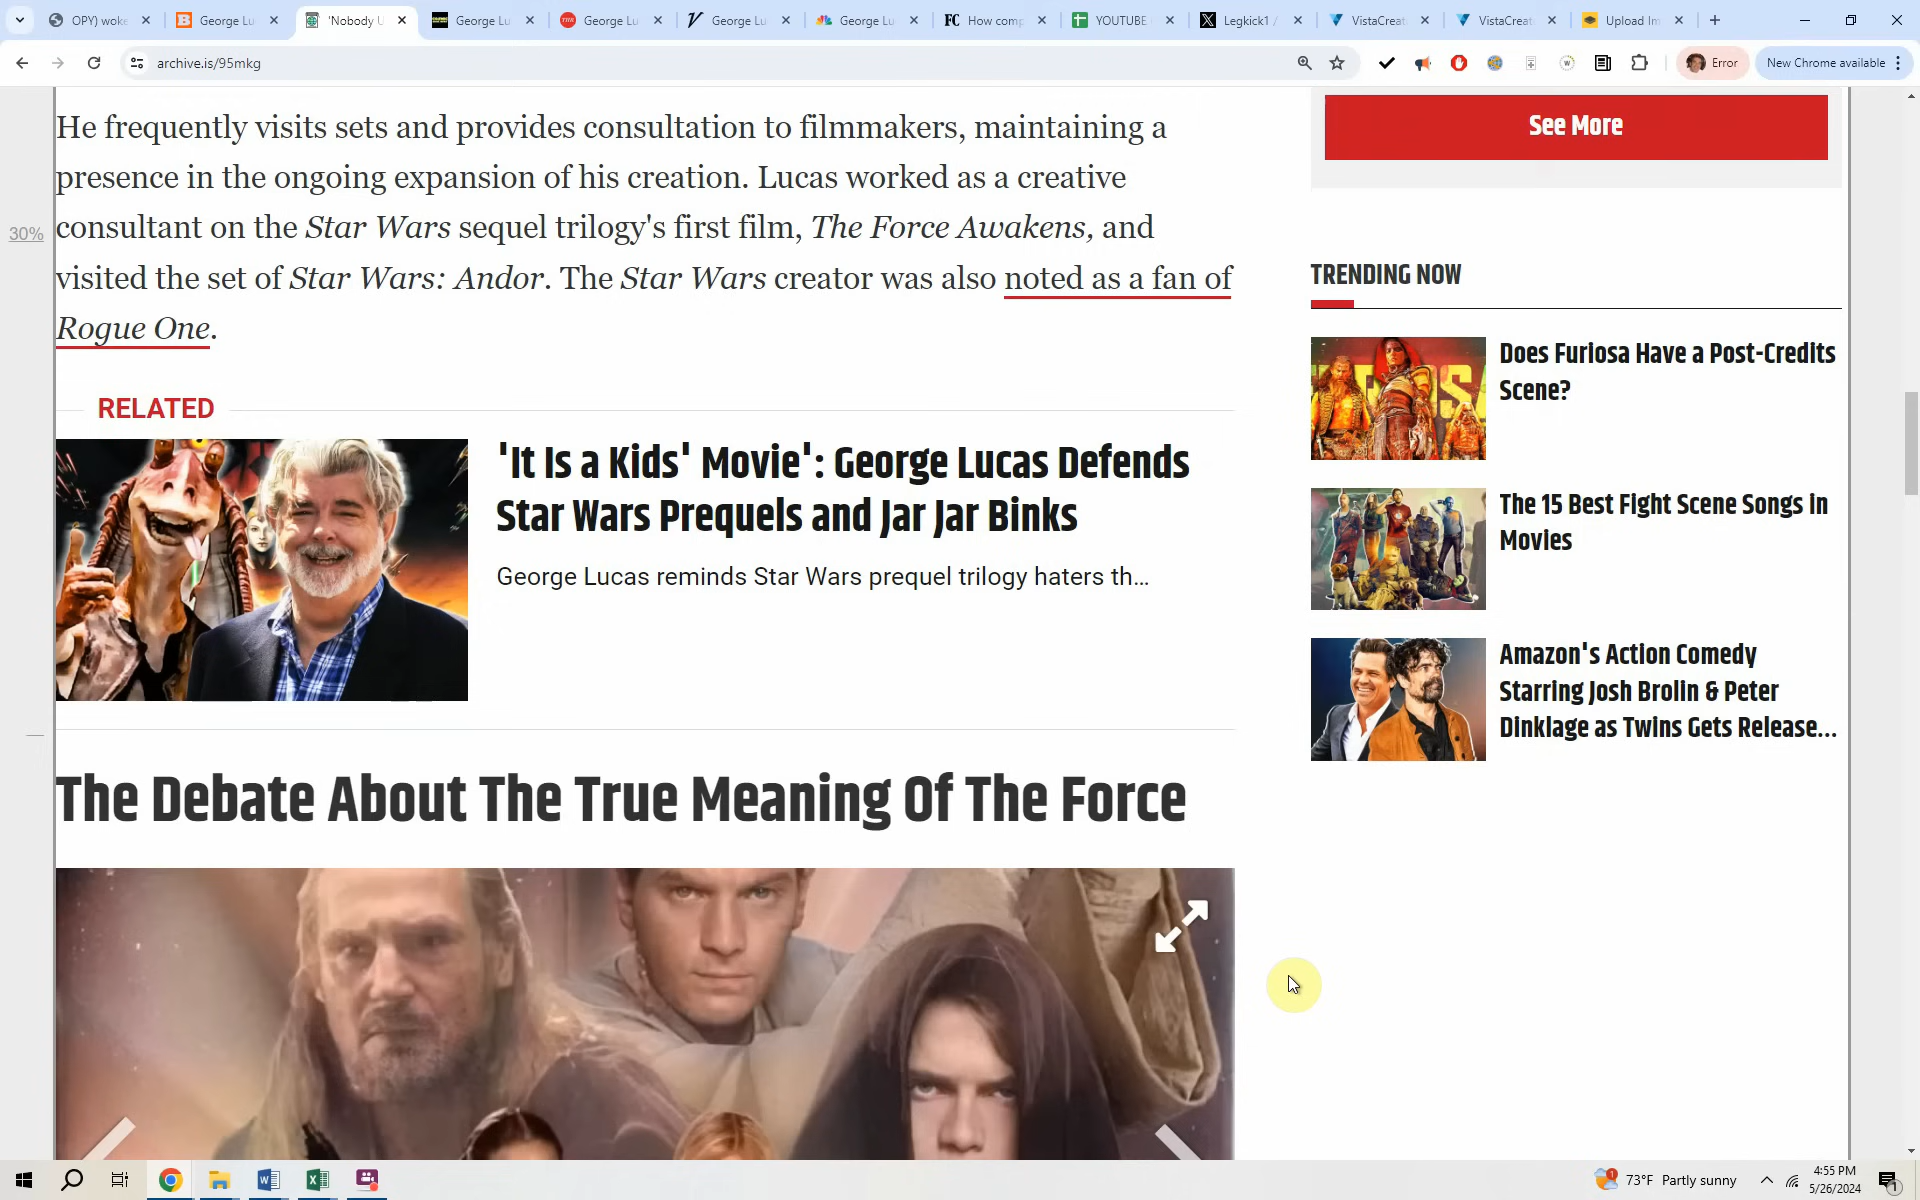 OPY) woke
George Lu
'Nobody U
George Lu
George Lu
George Lu
George Lu
How comp
YOUTUBE
Legkick1 /
VistaCreat
VistaCreat
Upload Im
archive.is/95mkg
Error
New Chrome available
He frequently visits sets and provides consultation to filmmakers, maintaining a
presence in the ongoing expansion of his creation. Lucas worked as a creative
consultant on the Star Wars sequel trilogy's first film, The Force Awakens, and
visited the set of Star Wars: Andor. The Star Wars creator was also noted as a fan of
Rogue One.
30%
RELATED
'It Is a Kids' Movie': George Lucas Defends
Star Wars Prequels and Jar Jar Binks
George Lucas reminds Star Wars prequel trilogy haters th...
The Debate About The True Meaning Of The Force
See More
TRENDING NOW
Does Furiosa Have a Post-Credits
Scene?
The 15 Best Fight Scene Songs in
Movies
Amazon's Action Comedy
Starring Josh Brolin & Peter
Dinklage as Twins Gets Release...
73°F Partly sunny
4:55 PM
5/26/2024